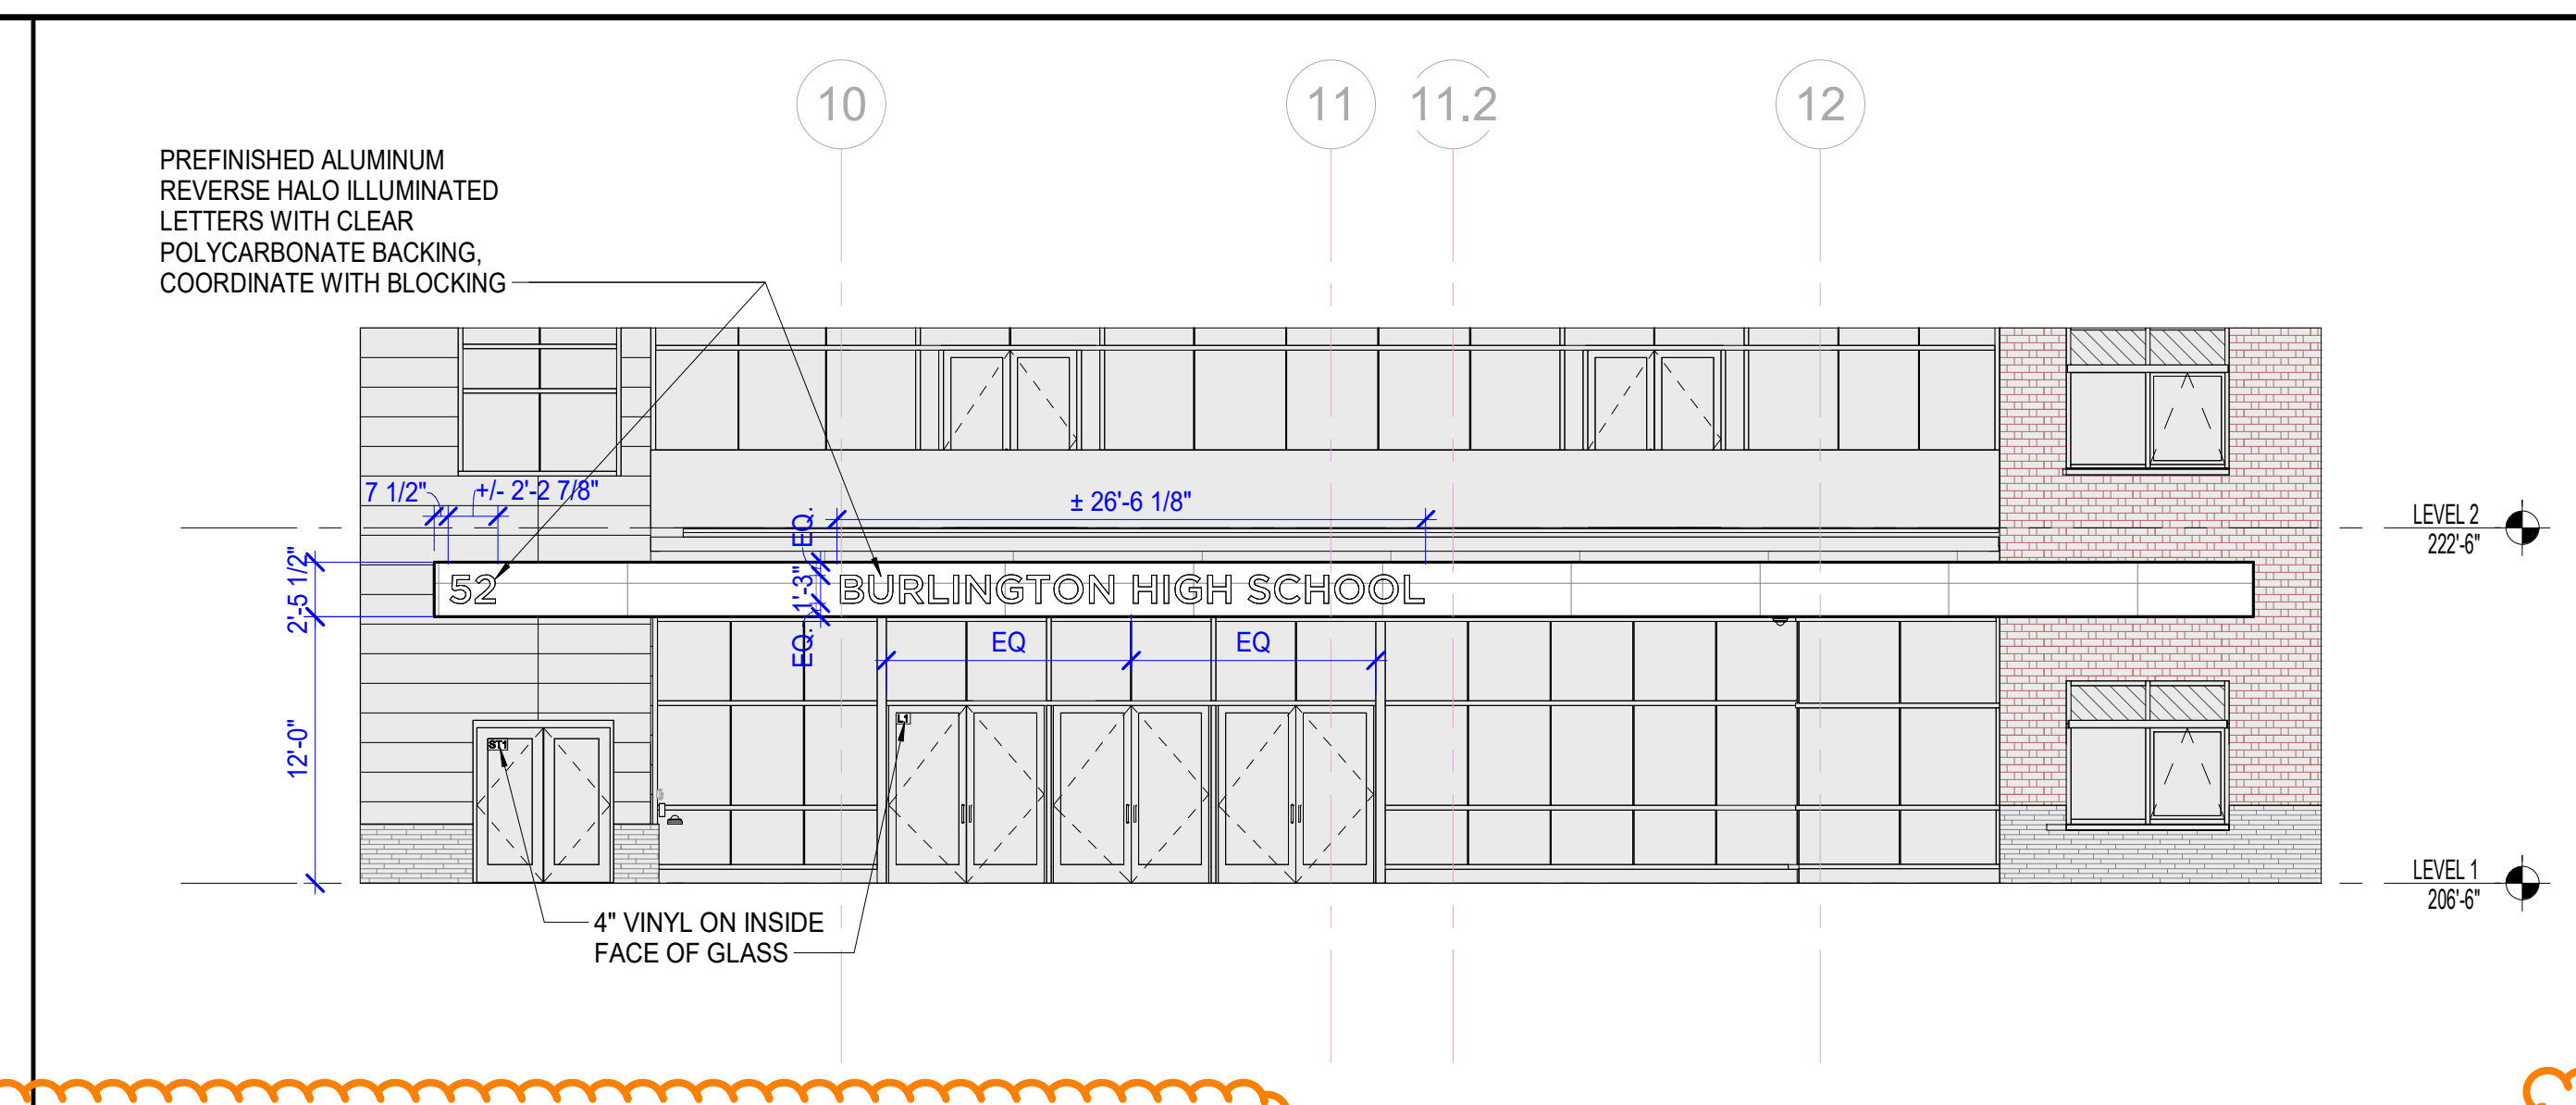 10
11
11.2
12
PREFINISHED ALUMINUM
REVERSE HALO ILLUMINATED
LETTERS WITH CLEAR
POLYCARBONATE BACKING,
COORDINATE WITH BLOCKING
7 1/2"
+/- 2'-2 7/8"
EQ.
± 26'-6 1/8"
LEVEL 2
222'-6"
2'-5 1/2"
52
1'-3"
BURLINGTON HIGH SCHOOL
EQ.
EQ
EQ
12'-0"
ST1
L1
LEVEL 1
206'-6"
4" VINYL ON INSIDE
FACE OF GLASS